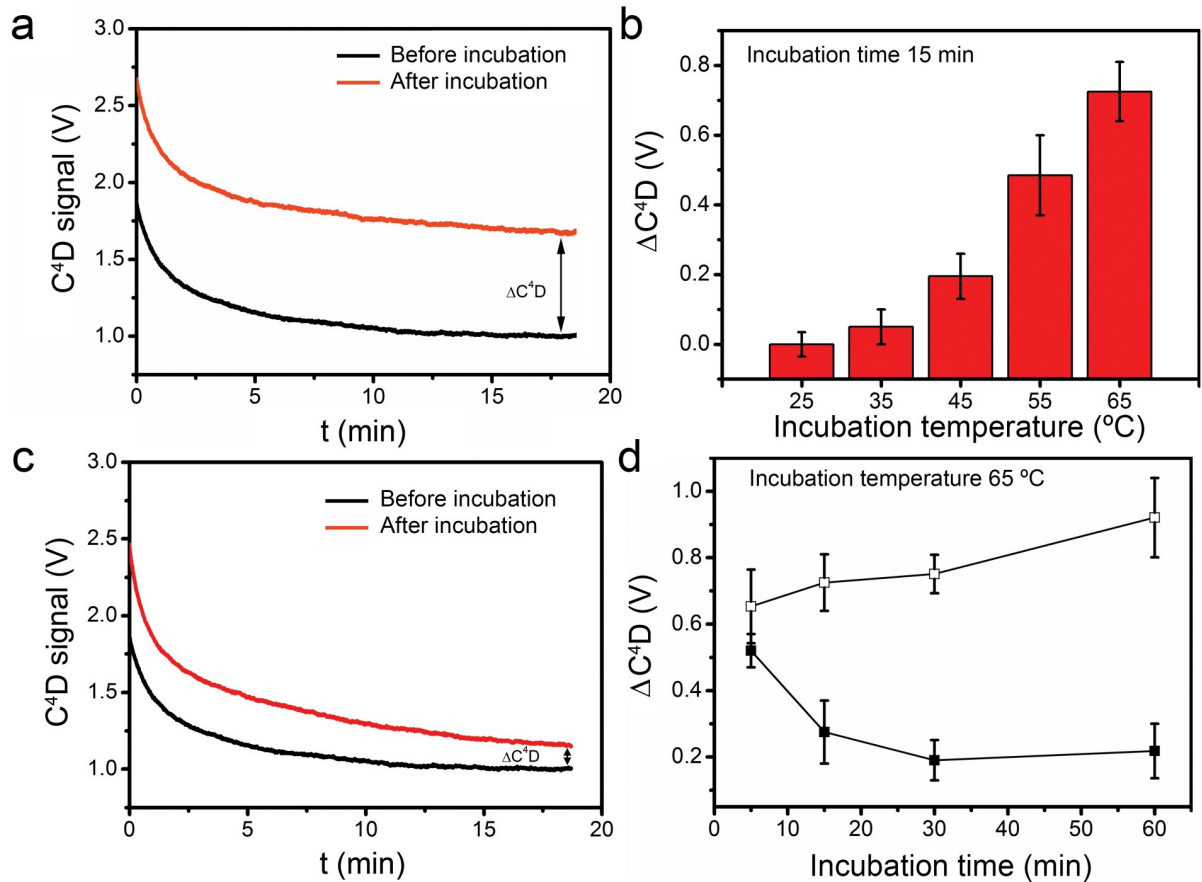 a
3.0
2.5
2.0
1.5
1.0
C⁴D signal (V)
Before incubation
After incubation
ΔC⁴D
0
5
10
15
20
t (min)
b
Incubation time 15 min
0.8
0.6
0.4
0.2
0.0
ΔC⁴D (V)
25
35
45
55
65
Incubation temperature (ºC)
c
3.0
2.5
2.0
1.5
1.0
C⁴D signal (V)
Before incubation
After incubation
ΔC⁴D
0
5
10
15
20
t (min)
d
Incubation temperature 65 ºC
1.0
0.8
0.6
0.4
0.2
ΔC⁴D (V)
0
10
20
30
40
50
60
Incubation time (min)